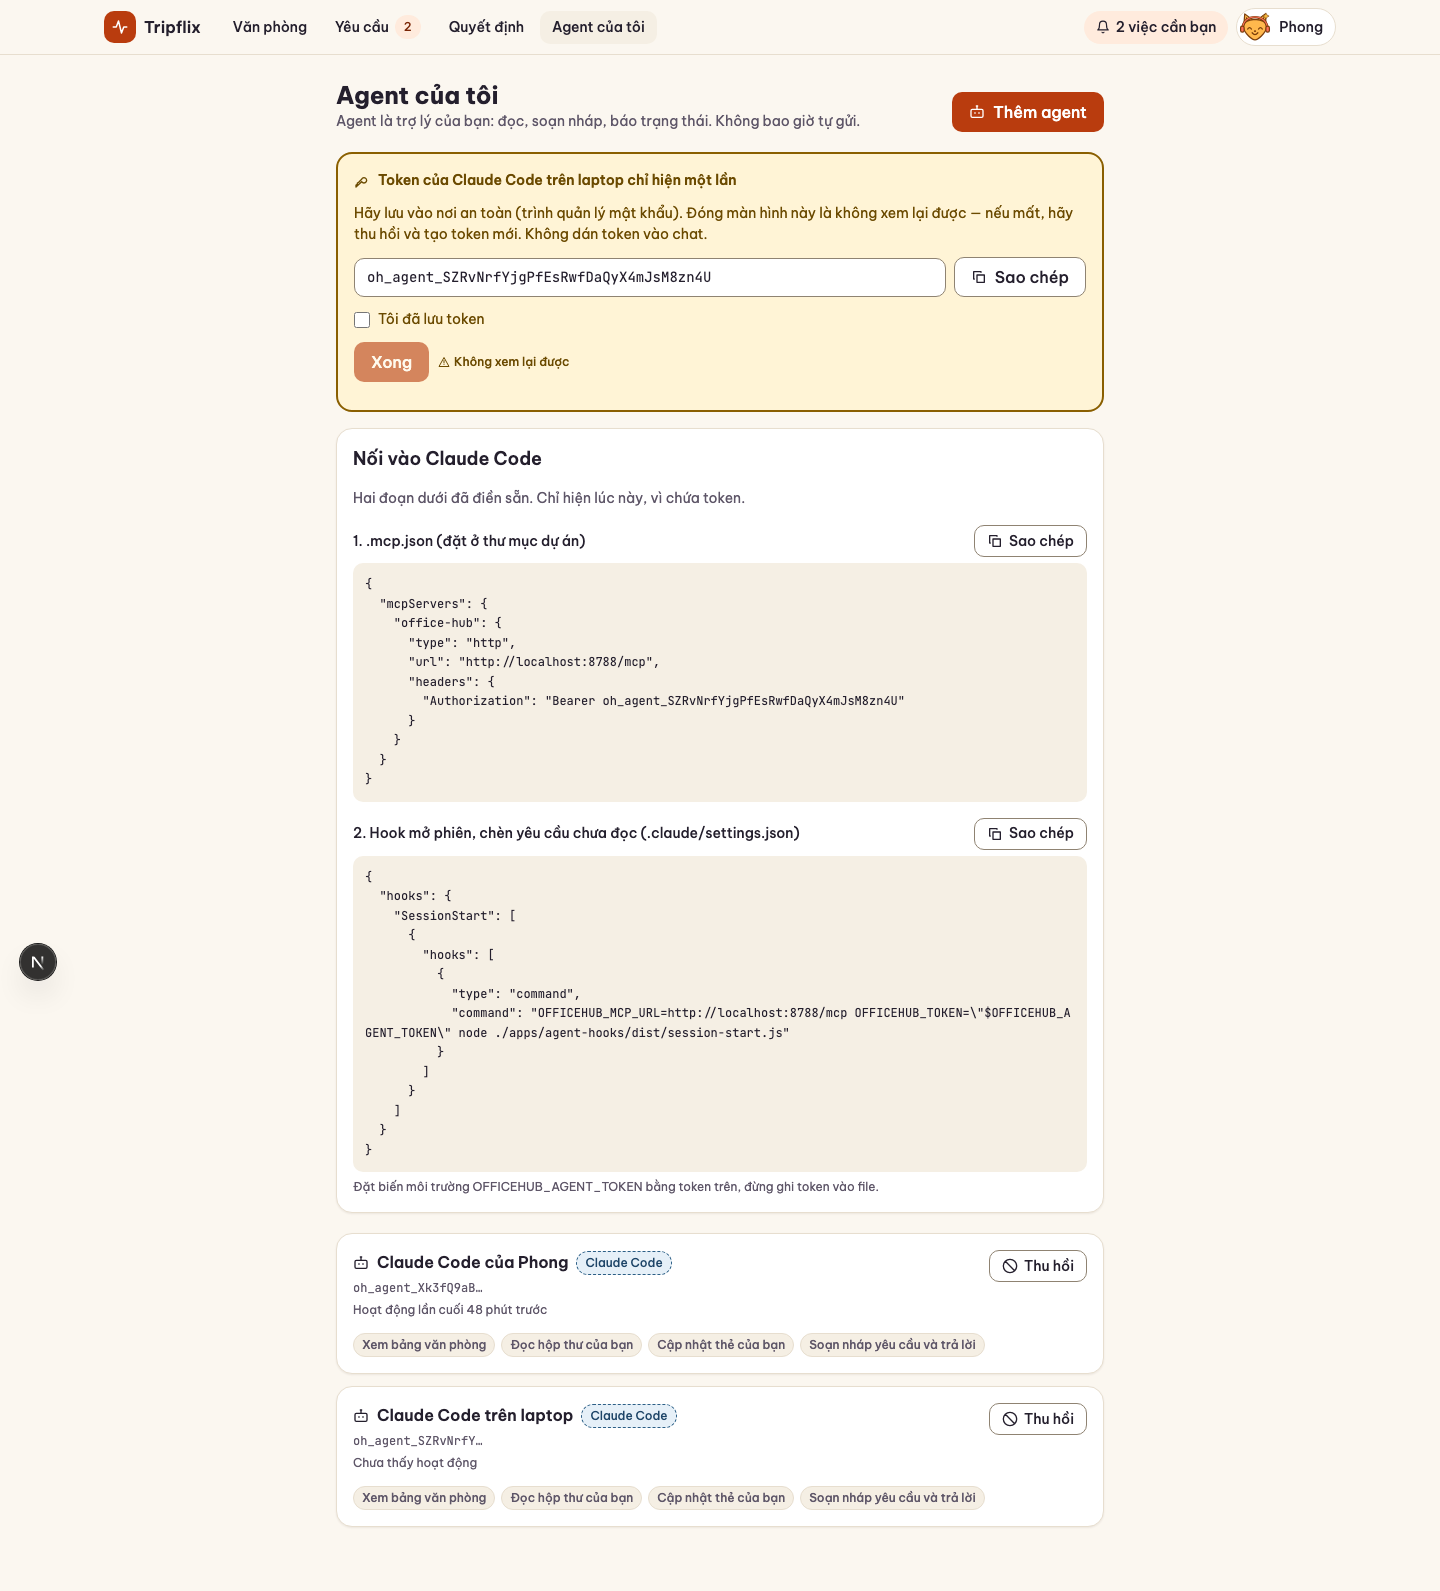 Tripflix
Văn phòng
Yêu cầu 2
Quyết định
Agent của tôi
2 việc cần bạn
Phong
Agent của tôi
Agent là trợ lý của bạn: đọc, soạn nháp, báo trạng thái. Không bao giờ tự gửi.
Thêm agent
Token của Claude Code trên laptop chỉ hiện một lần
Hãy lưu vào nơi an toàn (trình quản lý mật khẩu). Đóng màn hình này là không xem lại được — nếu mất, hãy
thu hồi và tạo token mới. Không dán token vào chat.
oh_agent_SZRvNrfYjgPfEsRwfDaQyX4mJsM8zn4U
Sao chép
Tôi đã lưu token
Xong
Không xem lại được
Nối vào Claude Code
Hai đoạn dưới đã điền sẵn. Chỉ hiện lúc này, vì chứa token.
1. .mcp.json (đặt ở thư mục dự án)
Sao chép
{
  "mcpServers": {
    "office-hub": {
      "type": "http",
      "url": "http://localhost:8788/mcp",
      "headers": {
        "Authorization": "Bearer oh_agent_SZRvNrfYjgPfEsRwfDaQyX4mJsM8zn4U"
      }
    }
  }
}
2. Hook mở phiên, chèn yêu cầu chưa đọc (.claude/settings.json)
Sao chép
{
  "hooks": {
    "SessionStart": [
      {
        "hooks": [
          {
            "type": "command",
            "command": "OFFICEHUB_MCP_URL=http://localhost:8788/mcp OFFICEHUB_TOKEN=\"$OFFICEHUB_A
GENT_TOKEN\" node ./apps/agent-hooks/dist/session-start.js"
          }
        ]
      }
    ]
  }
}
Đặt biến môi trường OFFICEHUB_AGENT_TOKEN bằng token trên, đừng ghi token vào file.
N
Claude Code của Phong
Claude Code
Thu hồi
oh_agent_Xk3fQ9aB…
Hoạt động lần cuối 48 phút trước
Xem bảng văn phòng
Đọc hộp thư của bạn
Cập nhật thẻ của bạn
Soạn nháp yêu cầu và trả lời
Claude Code trên laptop
Claude Code
Thu hồi
oh_agent_SZRvNrfY…
Chưa thấy hoạt động
Xem bảng văn phòng
Đọc hộp thư của bạn
Cập nhật thẻ của bạn
Soạn nháp yêu cầu và trả lời